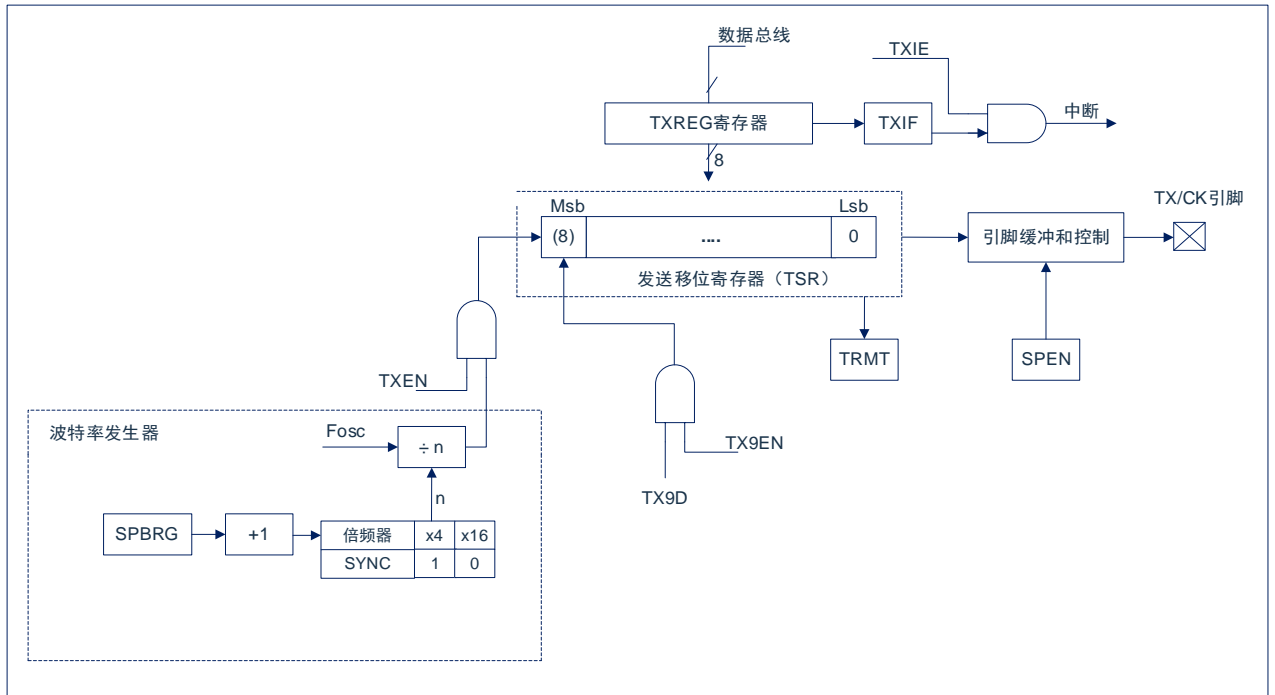 数据总线
TXIE
TXREG寄存器
TXIF
中断
8
Msb
Lsb
TX/CK引脚
(8)
....
0
引脚缓冲和控制
发送移位寄存器（TSR）
TRMT
SPEN
TXEN
波特率发生器
Fosc
÷ n
TX9EN
n
TX9D
SPBRG
+1
倍频器
x4
x16
SYNC
1
0